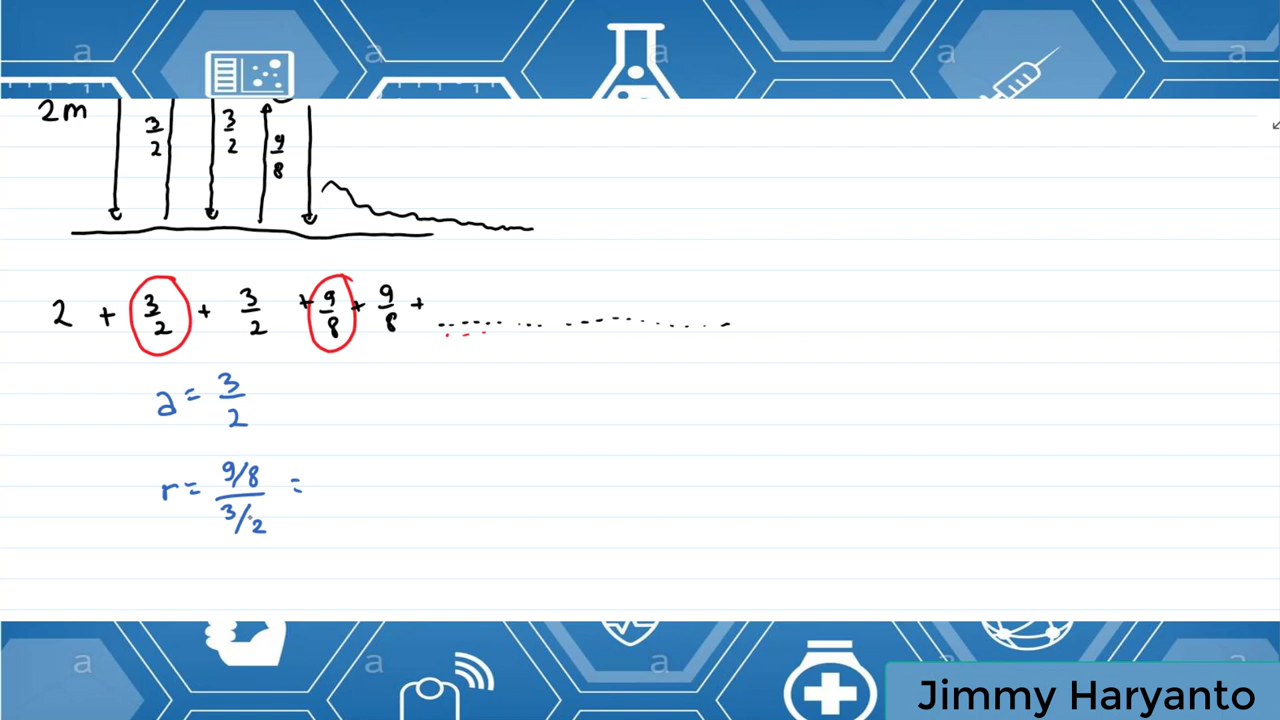 2m 3/2 3/2 9/8
2 + 3/2 + 3/2 + 9/8 + 9/8 + ....................
a = 3/2
r = 9/8 / 3/2 =
a a a a a
a a a a a
Jimmy Haryanto